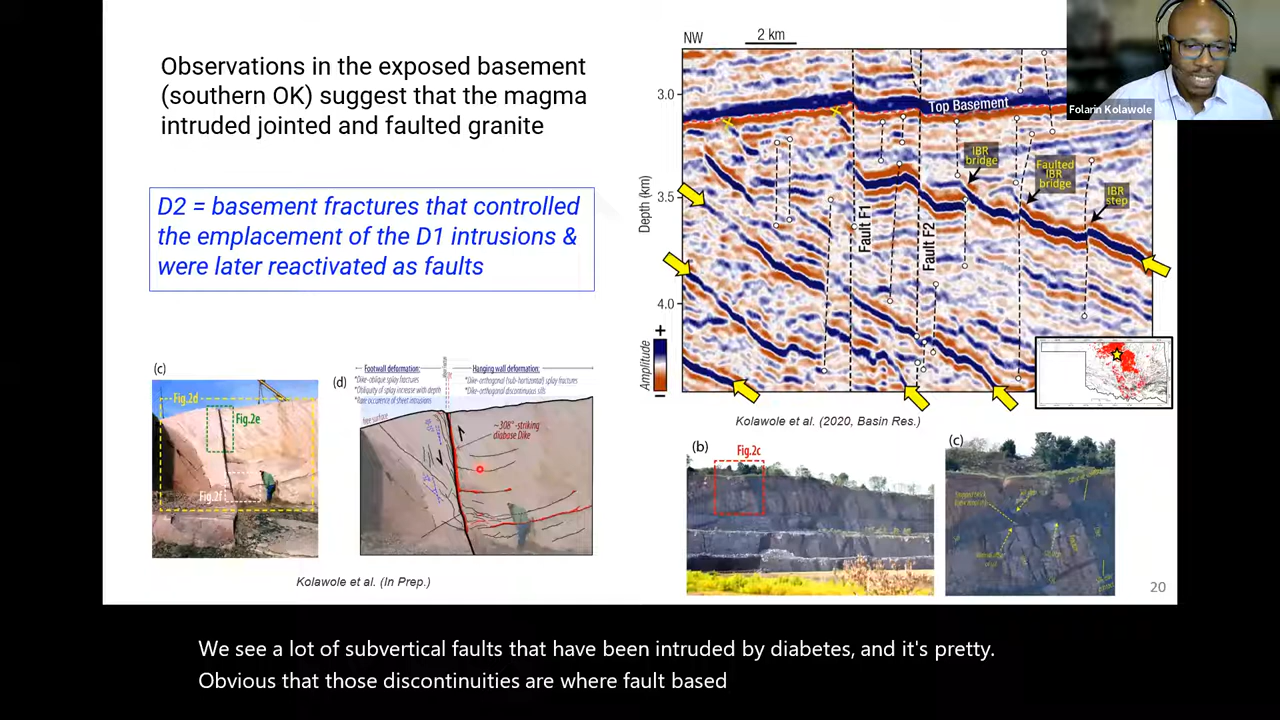 Observations in the exposed basement
(southern OK) suggest that the magma
intruded jointed and faulted granite
D2 = basement fractures that controlled
the emplacement of the D1 intrusions &
were later reactivated as faults
NW
2 km
Folarin Kolawole
3.0
3.5
4.0
Depth (km)
Top Basement
IBR
bridge
Faulted
IBR
bridge
IBR
step
Fault F1
Fault F2
+
Amplitude
–
Kolawole et al. (2020, Basin Res.)
(c)
Fig.2d
Fig.2e
Fig.2f
(d)
Footwall deformation:
*Dike-oblique splay fractures
*Obliquity of splay increase with depth
*Rare occurence of sheet intrusions
Hanging wall deformation:
*Dike-orthogonal (sub-horizontal) splay fractures
*Dike-orthogonal discontinuous sills
~308°-striking
diabase Dike
Kolawole et al. (In Prep.)
(b)
Fig.2c
(c)
20
We see a lot of subvertical faults that have been intruded by diabetes, and it's pretty.
Obvious that those discontinuities are where fault based